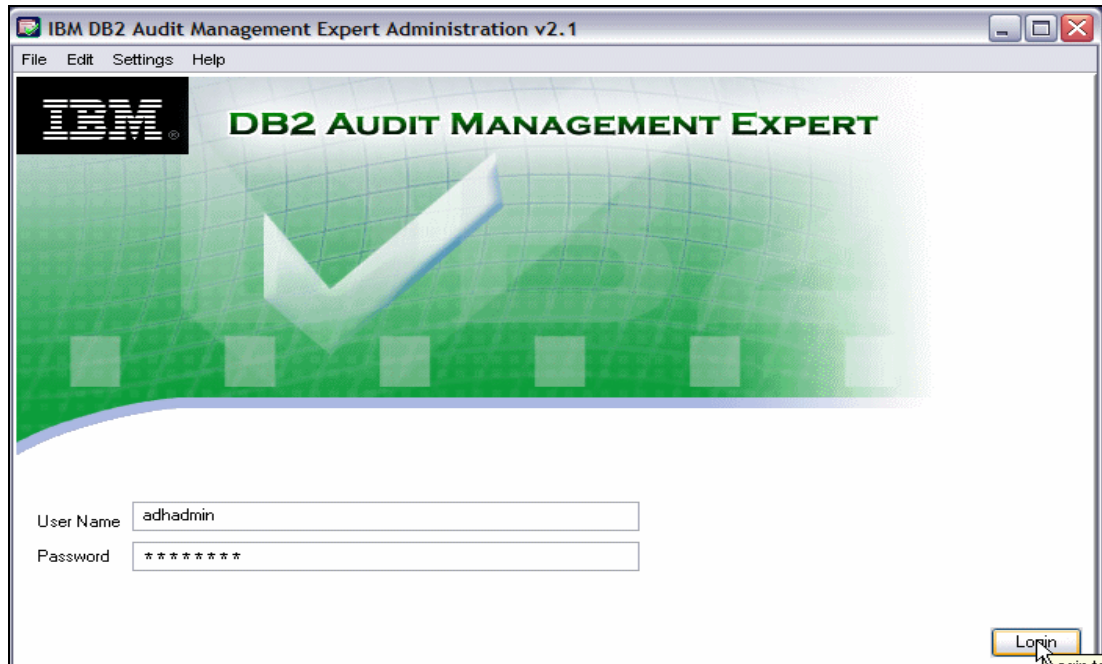 IBM DB2 Audit Management Expert Administration v2.1
File Edit Settings Help
IBM®
DB2 AUDIT MANAGEMENT EXPERT
User Name adhadmin
Password ********
Login